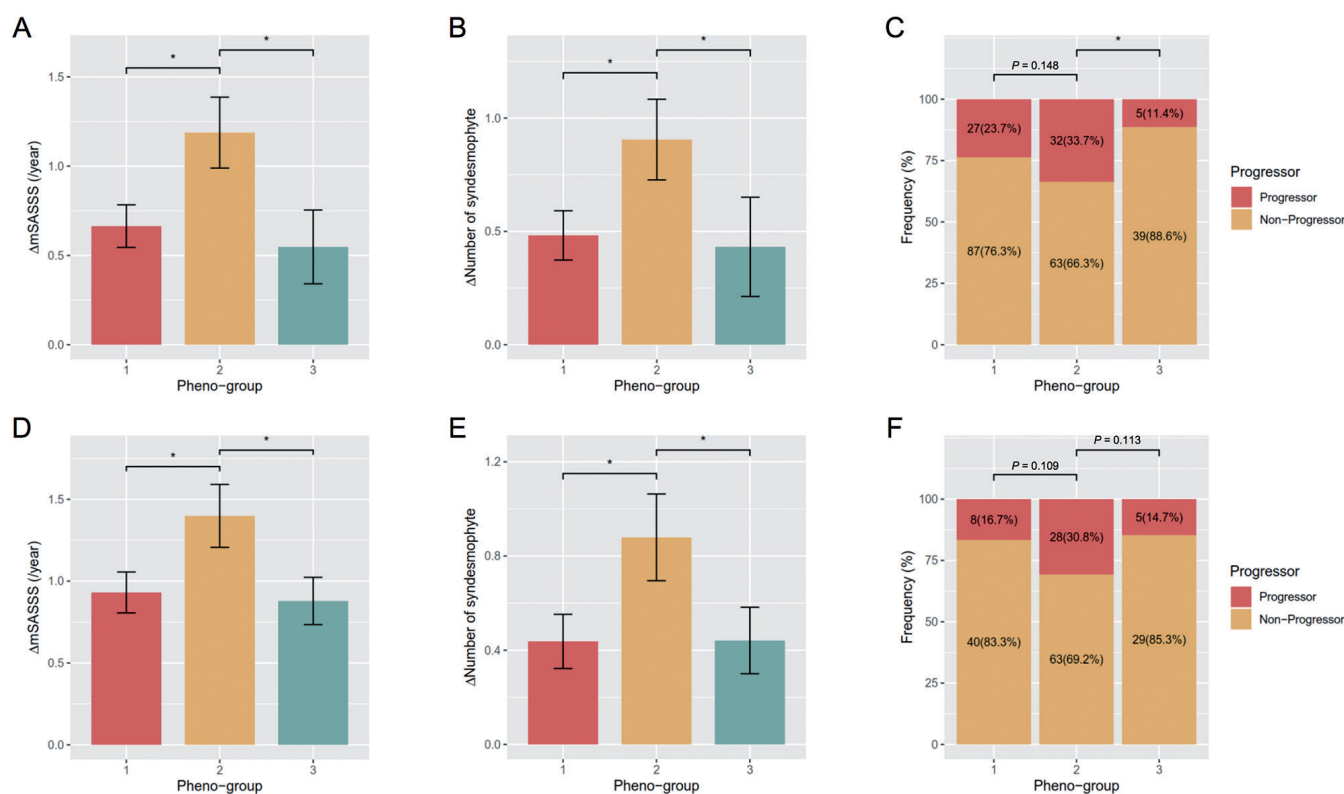 A
ΔmSASSS (/year)
1.5
1.0
0.5
0.0
*
*
1
2
3
Pheno-group
B
ΔNumber of syndesmophyte
1.0
0.5
0.0
*
*
1
2
3
Pheno-group
C
Frequency (%)
100
75
50
25
0
P = 0.148
*
27(23.7%)
32(33.7%)
5(11.4%)
87(76.3%)
63(66.3%)
39(88.6%)
1
2
3
Pheno-group
Progressor
Progressor
Non-Progressor
D
ΔmSASSS (/year)
1.5
1.0
0.5
0.0
*
*
1
2
3
Pheno-group
E
ΔNumber of syndesmophyte
1.2
0.8
0.4
0.0
*
*
1
2
3
Pheno-group
F
Frequency (%)
100
75
50
25
0
P = 0.109
P = 0.113
8(16.7%)
28(30.8%)
5(14.7%)
40(83.3%)
63(69.2%)
29(85.3%)
1
2
3
Pheno-group
Progressor
Progressor
Non-Progressor